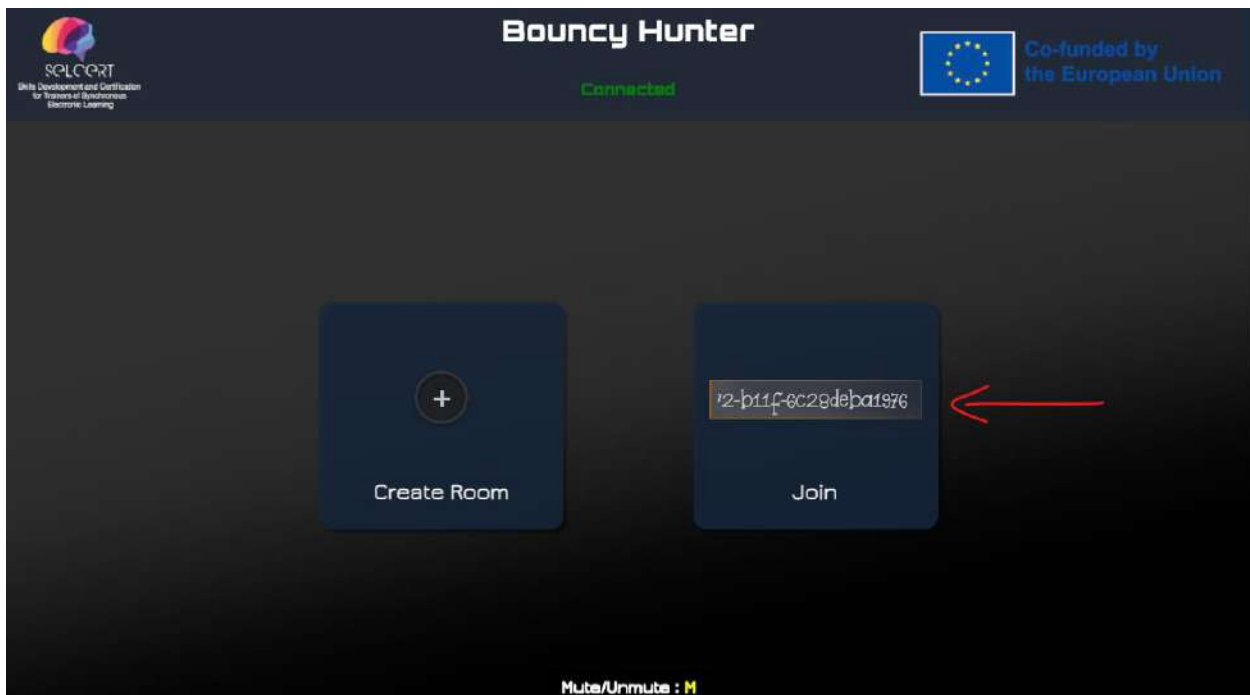 SELCERT
Skills Development and Certification
for Trainers of Synchronous
Electronic Learning
Bouncy Hunter
Connected
Co-funded by
the European Union
'2-b11f-6c28deba1976
Create Room
Join
Mute/Unmute : M